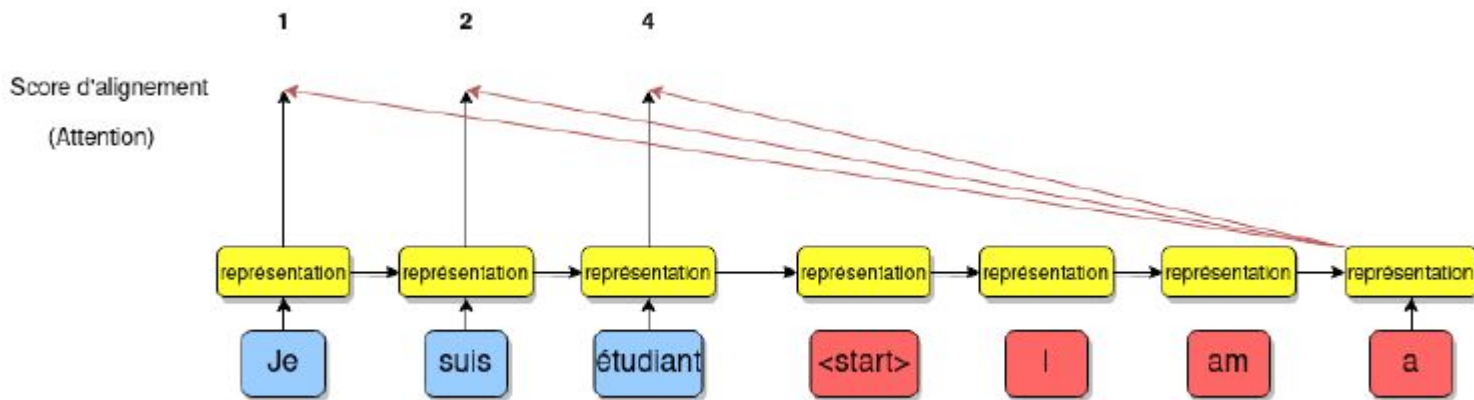 1 2 4
Score d'alignement
(Attention)
représentation représentation représentation représentation représentation représentation représentation
Je suis étudiant <start> I am a